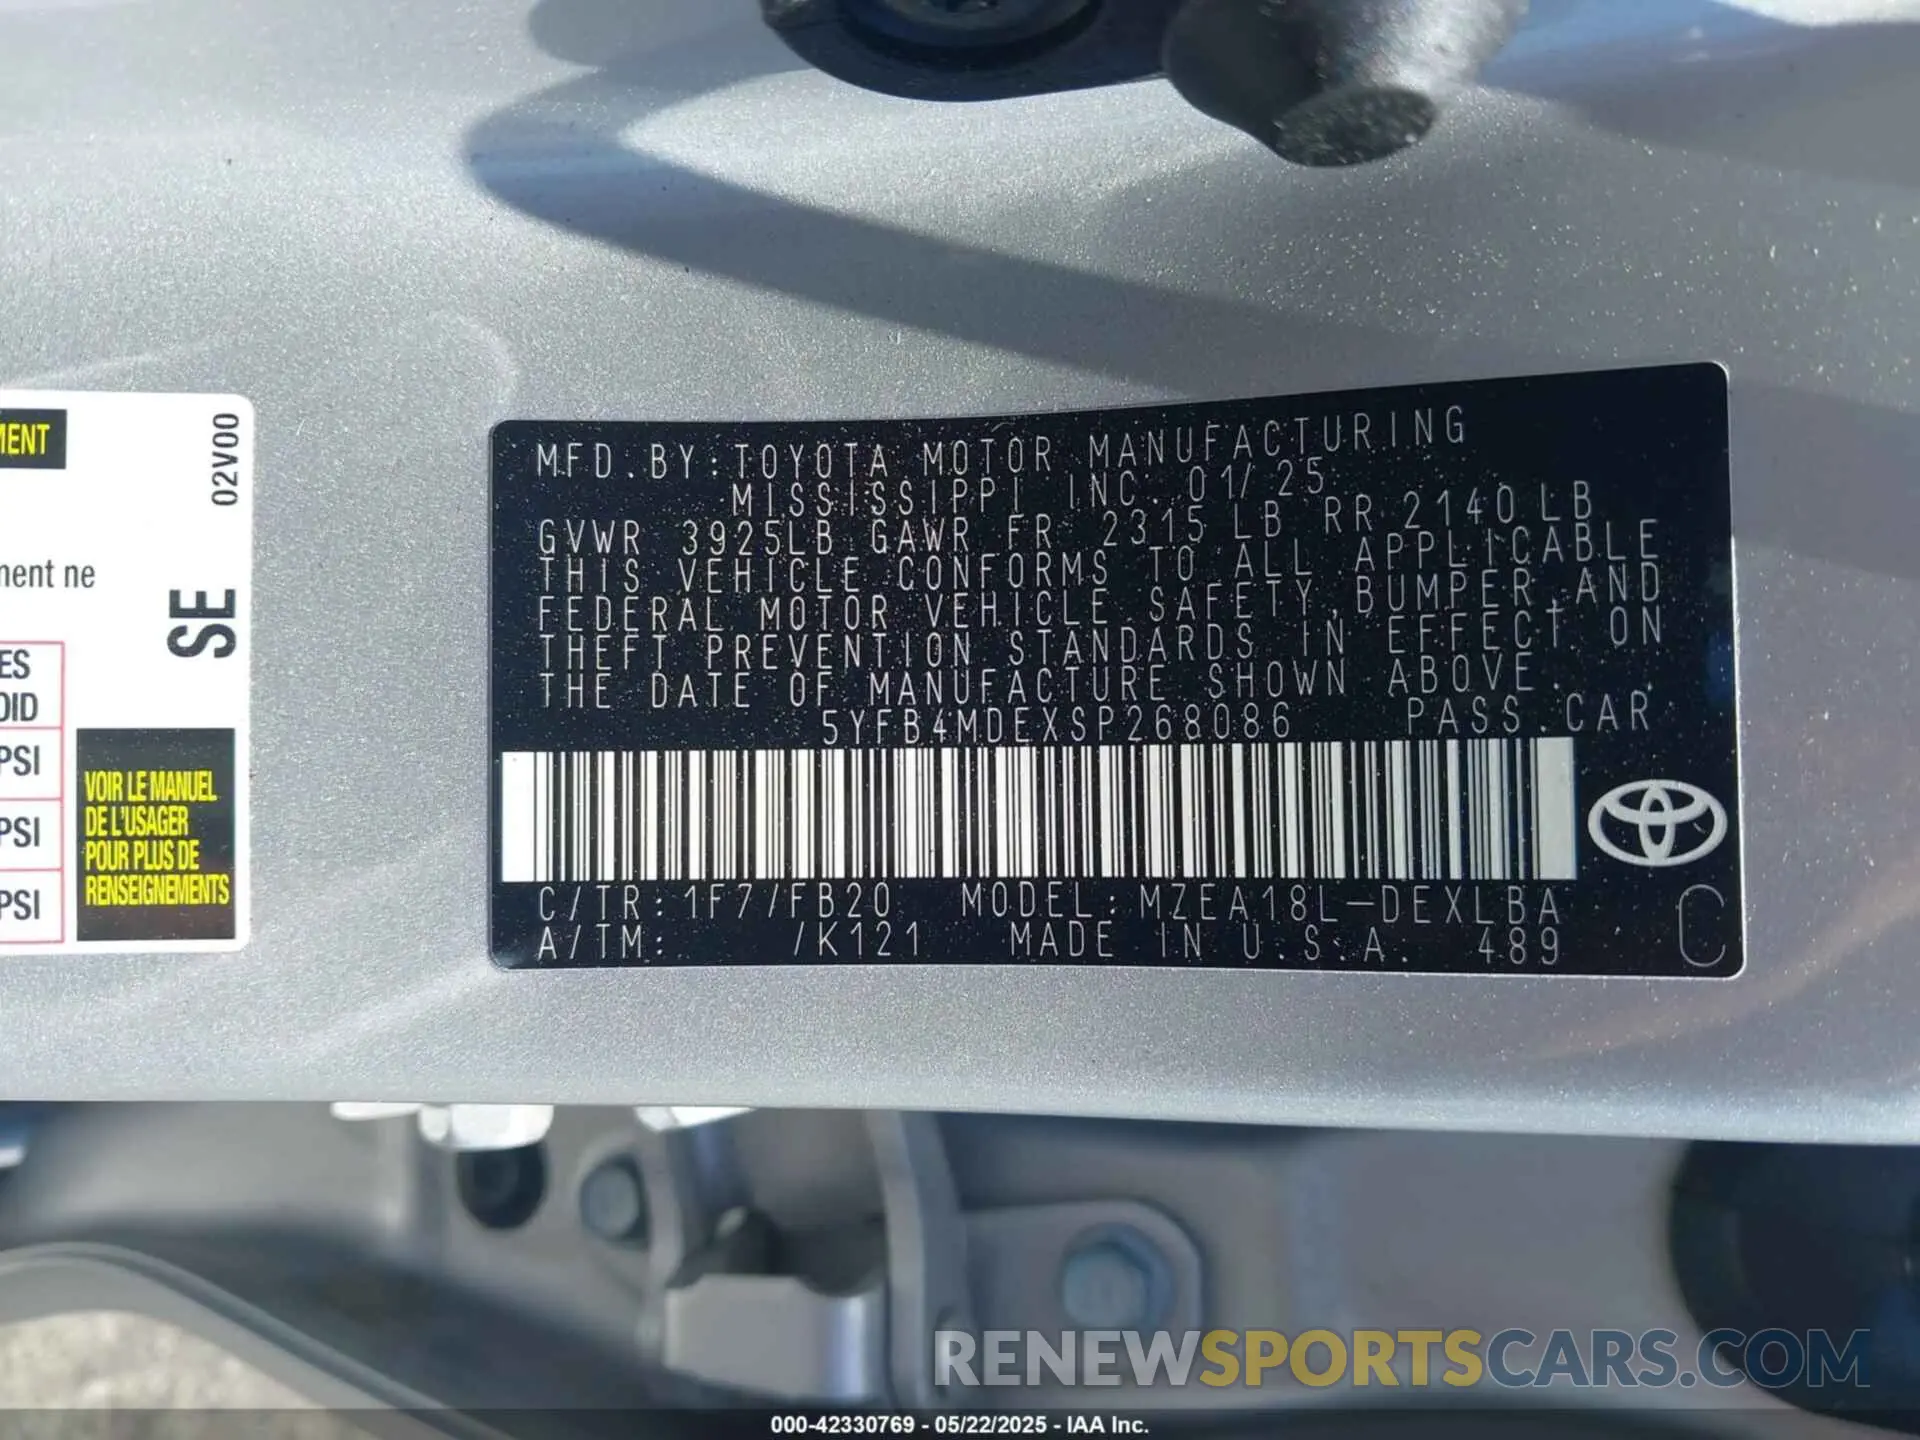 MENT
02V00
ment ne
SE
ES
OID
PSI
PSI
PSI
VOIR LE MANUEL
DE L'USAGER
POUR PLUS DE
RENSEIGNEMENTS
MFD.BY:TOYOTA MOTOR MANUFACTURING
MISSISSIPPI INC. 01/25
GVWR 3925LB GAWR FR 2315 LB RR 2140 LB
THIS VEHICLE CONFORMS TO ALL APPLICABLE
FEDERAL MOTOR VEHICLE SAFETY, BUMPER AND
THEFT PREVENTION STANDARDS IN EFFECT ON
THE DATE OF MANUFACTURE SHOWN ABOVE.
5YFB4MDEXSP268086 PASS.CAR
C/TR: 1F7/FB20 MODEL: MZEA18L-DEXLBA
A/TM: /K121 MADE IN U.S.A. 489
C
RENEWSPORTSCARS.COM
000-42330769 - 05/22/2025 - IAA Inc.